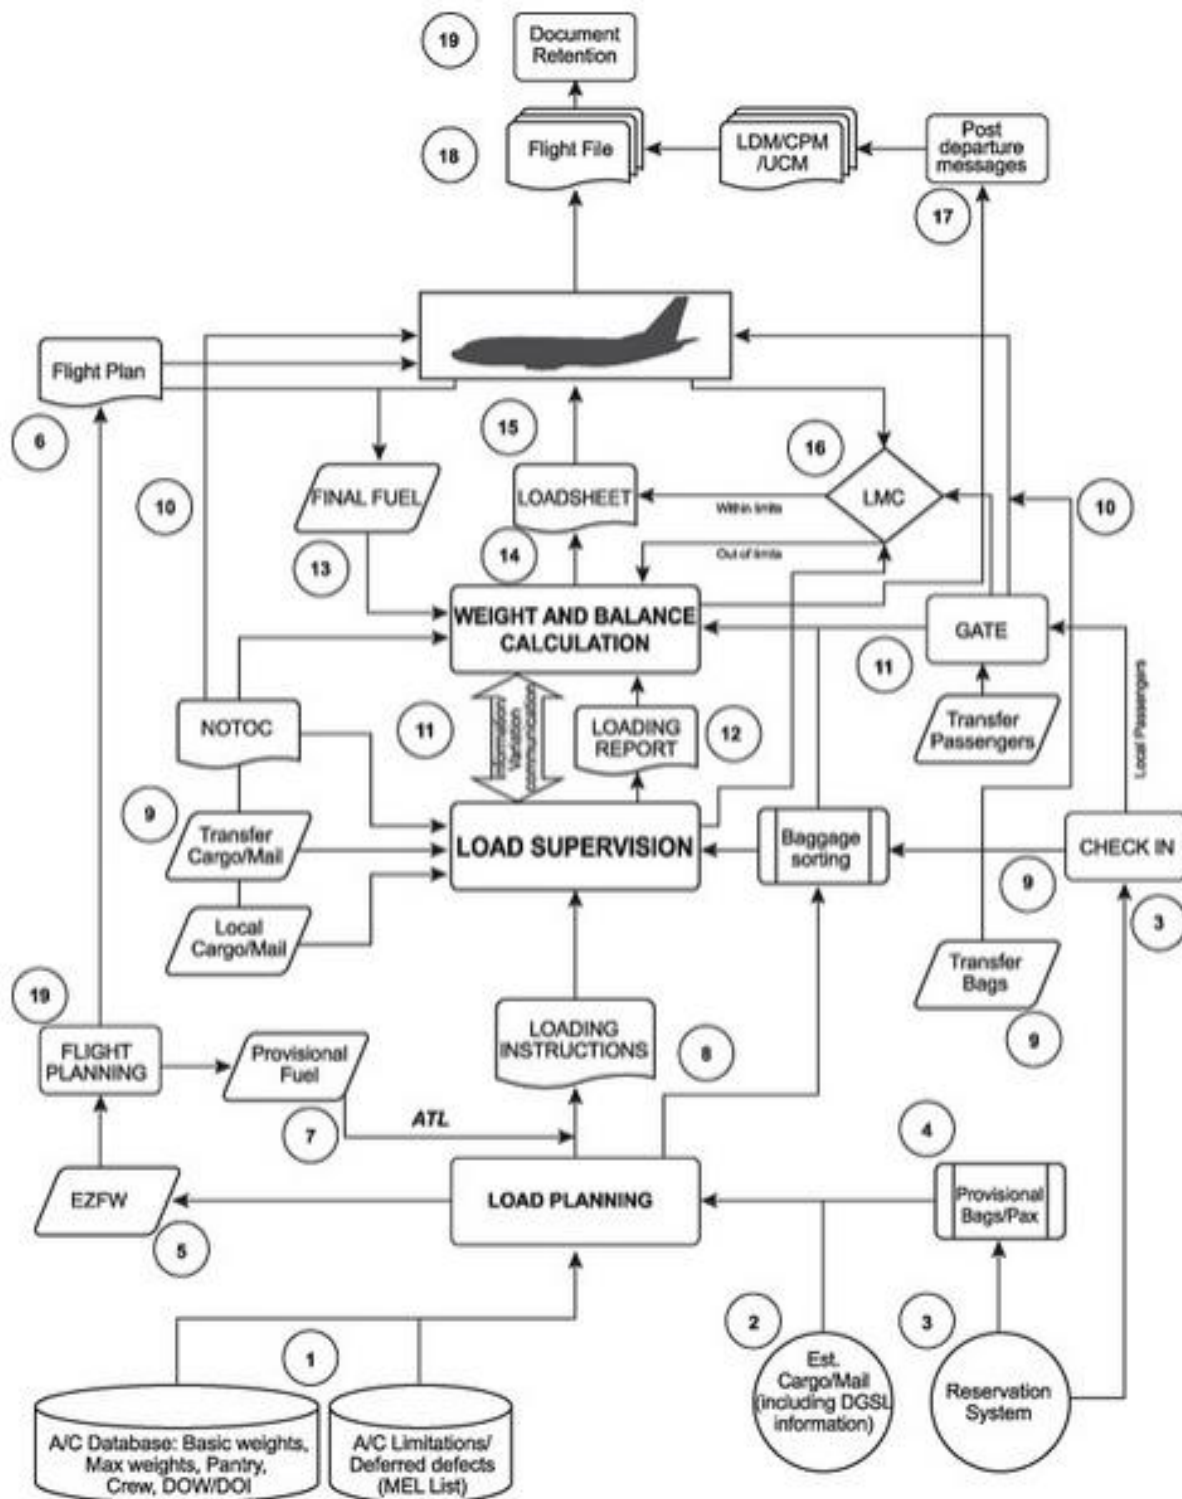 19
Document
Retention
18
Flight File
LDM/CPM
/UCM
Post
departure
messages
17
Flight Plan
6
10
15
16
FINAL FUEL
LOADSHEET
Within limits
LMC
10
13
14
Out of limits
WEIGHT AND BALANCE
CALCULATION
GATE
11
Local Passengers
NOTOC
11
Information/
Variation
communication
LOADING
REPORT
12
Transfer
Passengers
9
Transfer
Cargo/Mail
LOAD SUPERVISION
Baggage
sorting
CHECK IN
9
3
Local
Cargo/Mail
Transfer
Bags
19
9
FLIGHT
PLANNING
Provisional
Fuel
LOADING
INSTRUCTIONS
8
7
ATL
4
EZFW
LOAD PLANNING
Provisional
Bags/Pax
5
2
3
1
Est.
Cargo/Mail
(including DGSL
information)
Reservation
System
A/C Database: Basic weights,
Max weights, Pantry,
Crew, DOW/DOI
A/C Limitations/
Deferred defects
(MEL List)